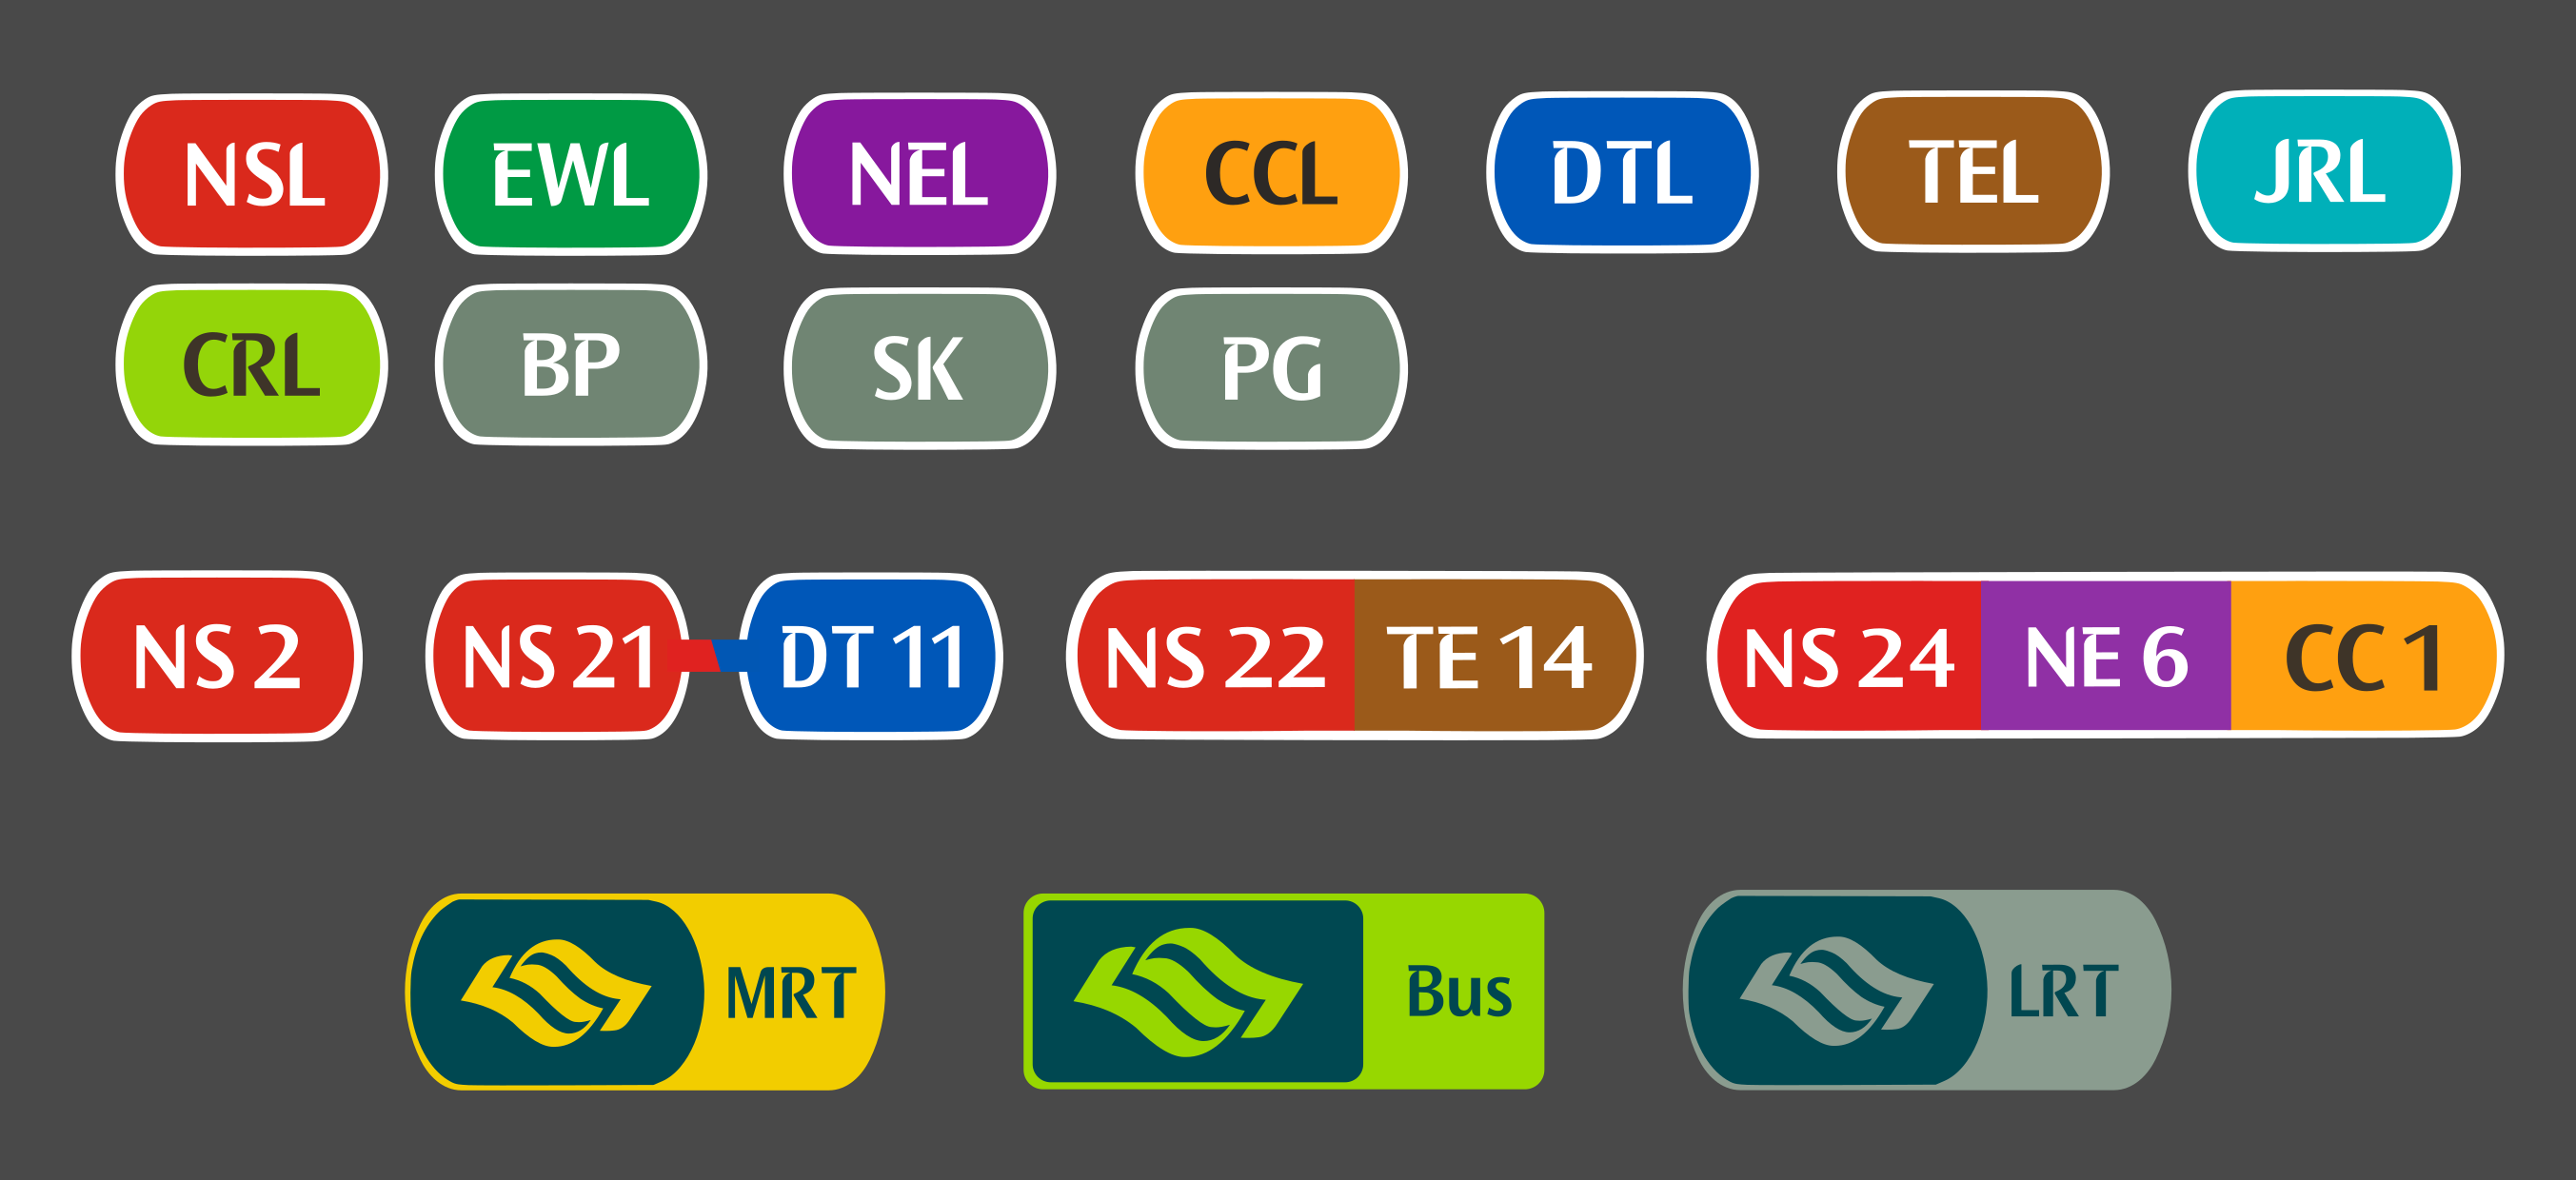 NSL EWL NEL CCL DTL TEL JRL
CRL BP SK PG
NS 2 NS 21 DT 11 NS 22 TE 14 NS 24 NE 6 CC 1
MRT Bus LRT